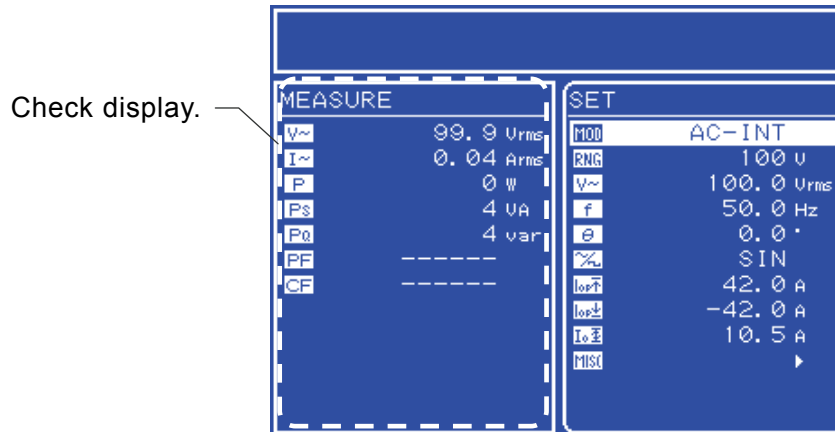 Check display.
MEASURE
V~ 99.9 Vrms
I~ 0.04 Arms
P 0 W
Ps 4 VA
PQ 4 var
PF ------
CF ------
SET
MOD AC-INT
RNG 100 V
V~ 100.0 Vrms
f 50.0 Hz
θ 0.0 °
SIN
42.0 A
-42.0 A
10.5 A
MISC